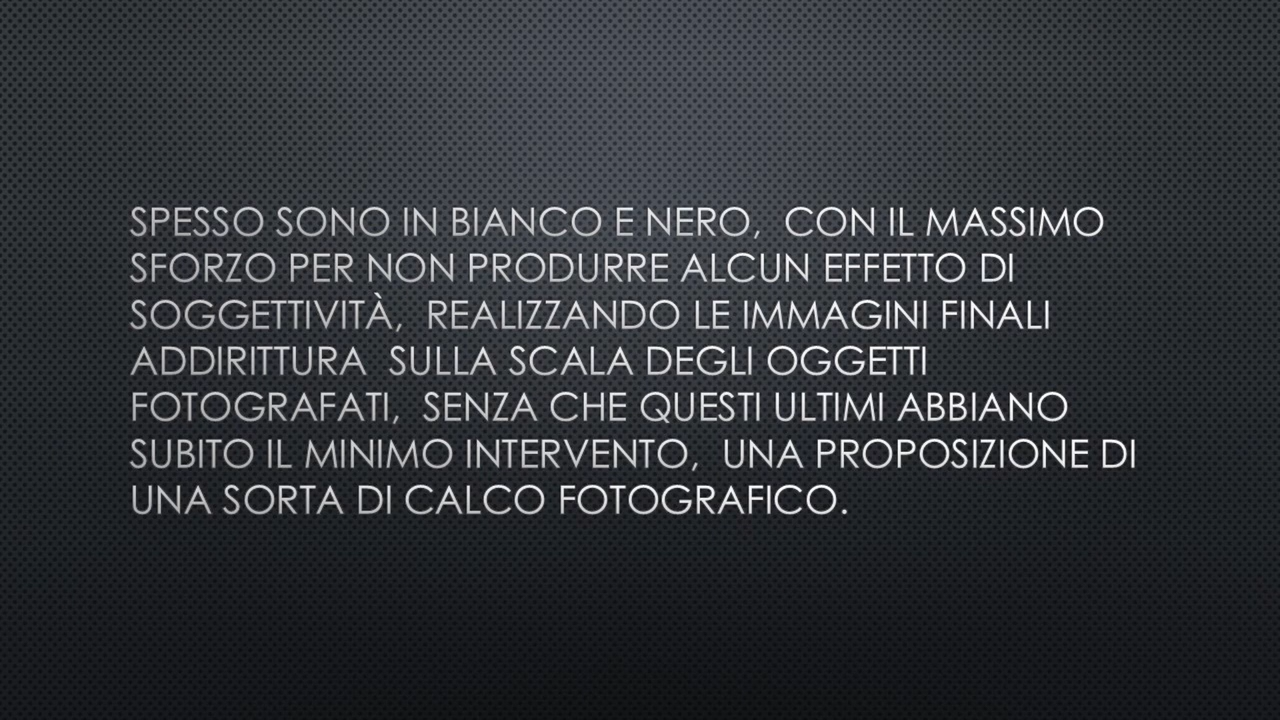 SPESSO SONO IN BIANCO E NERO, CON IL MASSIMO
SFORZO PER NON PRODURRE ALCUN EFFETTO DI
SOGGETTIVITÀ, REALIZZANDO LE IMMAGINI FINALI
ADDIRITTURA SULLA SCALA DEGLI OGGETTI
FOTOGRAFATI, SENZA CHE QUESTI ULTIMI ABBIANO
SUBITO IL MINIMO INTERVENTO, UNA PROPOSIZIONE DI
UNA SORTA DI CALCO FOTOGRAFICO.